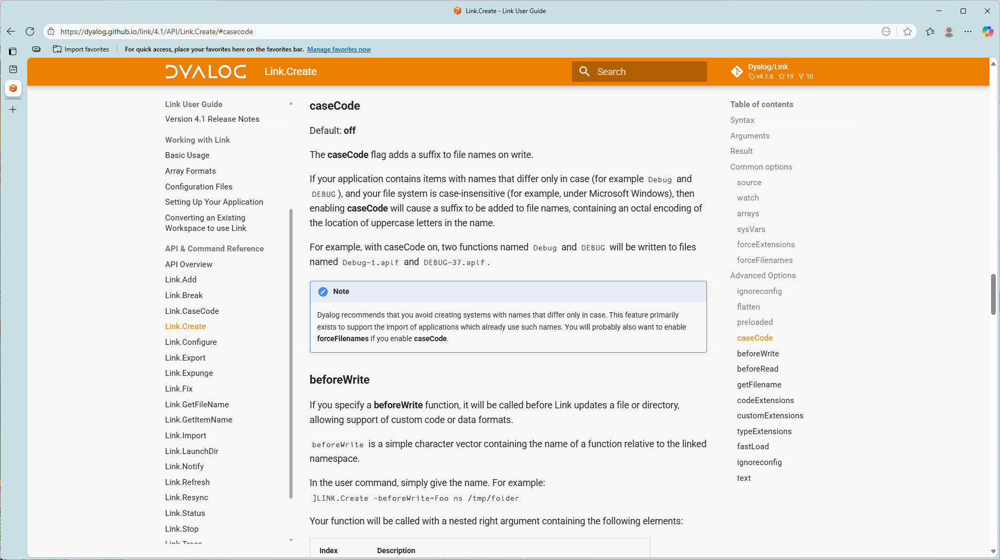 Link.Create - Link User Guide
https://dyalog.github.io/link/4.1/API/Link.Create/#casecode
Import favorites
For quick access, place your favorites here on the favorites bar. Manage favorites now
DYALOG
Link.Create
Search
Dyalog/Link
v4.1.6 19 10
Link User Guide
Version 4.1 Release Notes
Working with Link
Basic Usage
Array Formats
Configuration Files
Setting Up Your Application
Converting an Existing
Workspace to use Link
API & Command Reference
API Overview
Link.Add
Link.Break
Link.CaseCode
Link.Create
Link.Configure
Link.Export
Link.Expunge
Link.Fix
Link.GetFileName
Link.GetItemName
Link.Import
Link.LaunchDir
Link.Notify
Link.Refresh
Link.Resync
Link.Status
Link.Stop
caseCode
Default: off
The caseCode flag adds a suffix to file names on write.
If your application contains items with names that differ only in case (for example Debug and
DEBUG ), and your file system is case-insensitive (for example, under Microsoft Windows), then
enabling caseCode will cause a suffix to be added to file names, containing an octal encoding of
the location of uppercase letters in the name.
For example, with caseCode on, two functions named Debug and DEBUG will be written to files
named Debug-1.aplf and DEBUG-37.aplf .
Note
Dyalog recommends that you avoid creating systems with names that differ only in case. This feature primarily
exists to support the import of applications which already use such names. You will probably also want to enable
forceFilenames if you enable caseCode.
beforeWrite
If you specify a beforeWrite function, it will be called before Link updates a file or directory,
allowing support of custom code or data formats.
beforeWrite is a simple character vector containing the name of a function relative to the linked
namespace.
In the user command, simply give the name. For example:
]LINK.Create -beforeWrite=Foo ns /tmp/folder
Your function will be called with a nested right argument containing the following elements:
Index Description
Table of contents
Syntax
Arguments
Result
Common options
source
watch
arrays
sysVars
forceExtensions
forceFilenames
Advanced Options
ignoreconfig
flatten
preloaded
caseCode
beforeWrite
beforeRead
getFilename
codeExtensions
customExtensions
typeExtensions
fastLoad
ignoreconfig
text